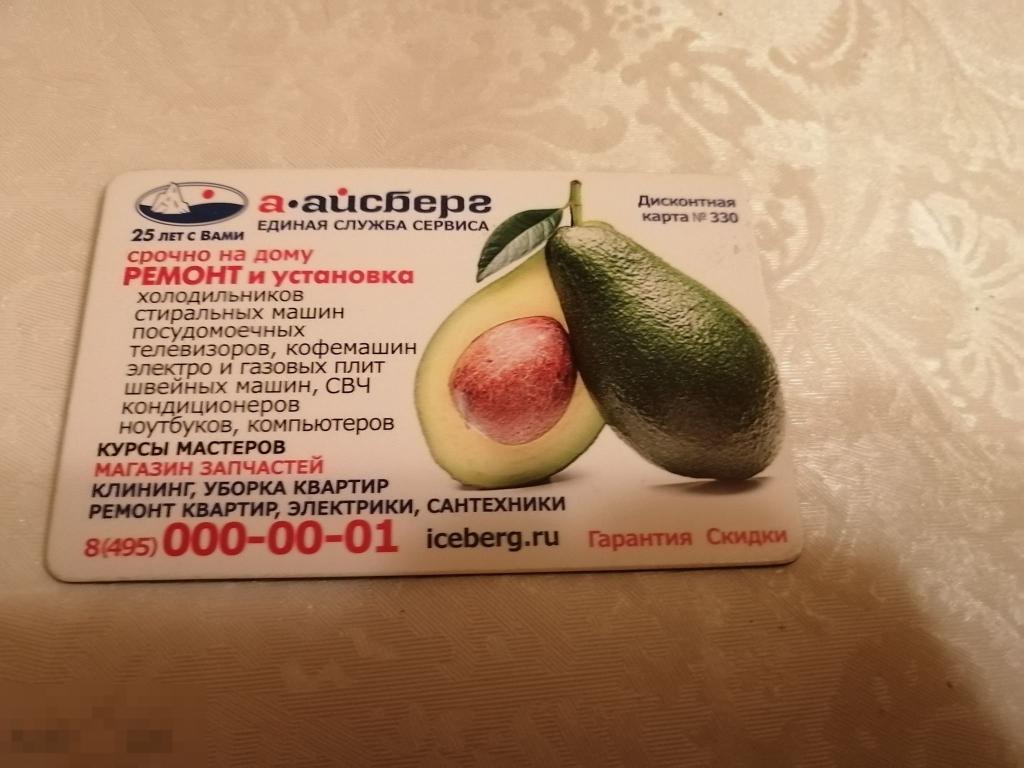 а•айсберг
ЕДИНАЯ СЛУЖБА СЕРВИСА
25 ЛЕТ С ВАМИ
Дисконтная
карта № 330
срочно на дому
РЕМОНТ и установка
холодильников
стиральных машин
посудомоечных
телевизоров, кофемашин
электро и газовых плит
швейных машин, СВЧ
кондиционеров
ноутбуков, компьютеров
КУРСЫ МАСТЕРОВ
МАГАЗИН ЗАПЧАСТЕЙ
КЛИНИНГ, УБОРКА КВАРТИР
РЕМОНТ КВАРТИР, ЭЛЕКТРИКИ, САНТЕХНИКИ
8(495) 000-00-01 iceberg.ru Гарантия Скидки